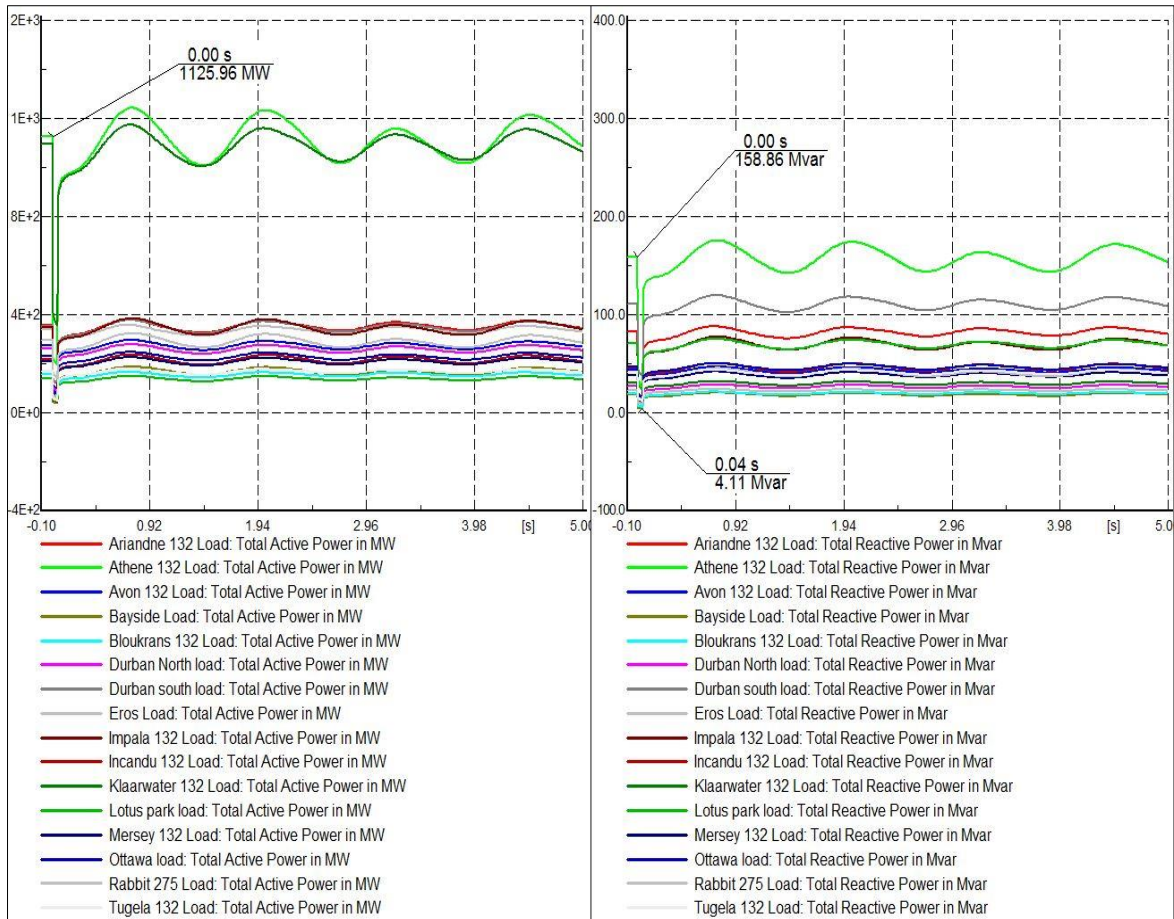 2E+3
0.00 s
1125.96 MW
1E+3
8E+2
4E+2
0E+0
-4E+2
-0.10 0.92 1.94 2.96 3.98 [s] 5.00
Ariandne 132 Load: Total Active Power in MW
Athene 132 Load: Total Active Power in MW
Avon 132 Load: Total Active Power in MW
Bayside Load: Total Active Power in MW
Bloukrans 132 Load: Total Active Power in MW
Durban North load: Total Active Power in MW
Durban south load: Total Active Power in MW
Eros Load: Total Active Power in MW
Impala 132 Load: Total Active Power in MW
Incandu 132 Load: Total Active Power in MW
Klaarwater 132 Load: Total Active Power in MW
Lotus park load: Total Active Power in MW
Mersey 132 Load: Total Active Power in MW
Ottawa load: Total Active Power in MW
Rabbit 275 Load: Total Active Power in MW
Tugela 132 Load: Total Active Power in MW
400.0
300.0
0.00 s
158.86 Mvar
200.0
100.0
0.000
0.04 s
4.11 Mvar
-100.0
-0.10 0.92 1.94 2.96 3.98 [s] 5.0
Ariandne 132 Load: Total Reactive Power in Mvar
Athene 132 Load: Total Reactive Power in Mvar
Avon 132 Load: Total Reactive Power in Mvar
Bayside Load: Total Reactive Power in Mvar
Bloukrans 132 Load: Total Reactive Power in Mvar
Durban North load: Total Reactive Power in Mvar
Durban south load: Total Reactive Power in Mvar
Eros Load: Total Reactive Power in Mvar
Impala 132 Load: Total Reactive Power in Mvar
Incandu 132 Load: Total Reactive Power in Mvar
Klaarwater 132 Load: Total Reactive Power in Mvar
Lotus park load: Total Reactive Power in Mvar
Mersey 132 Load: Total Reactive Power in Mvar
Ottawa load: Total Reactive Power in Mvar
Rabbit 275 Load: Total Reactive Power in Mvar
Tugela 132 Load: Total Reactive Power in Mvar